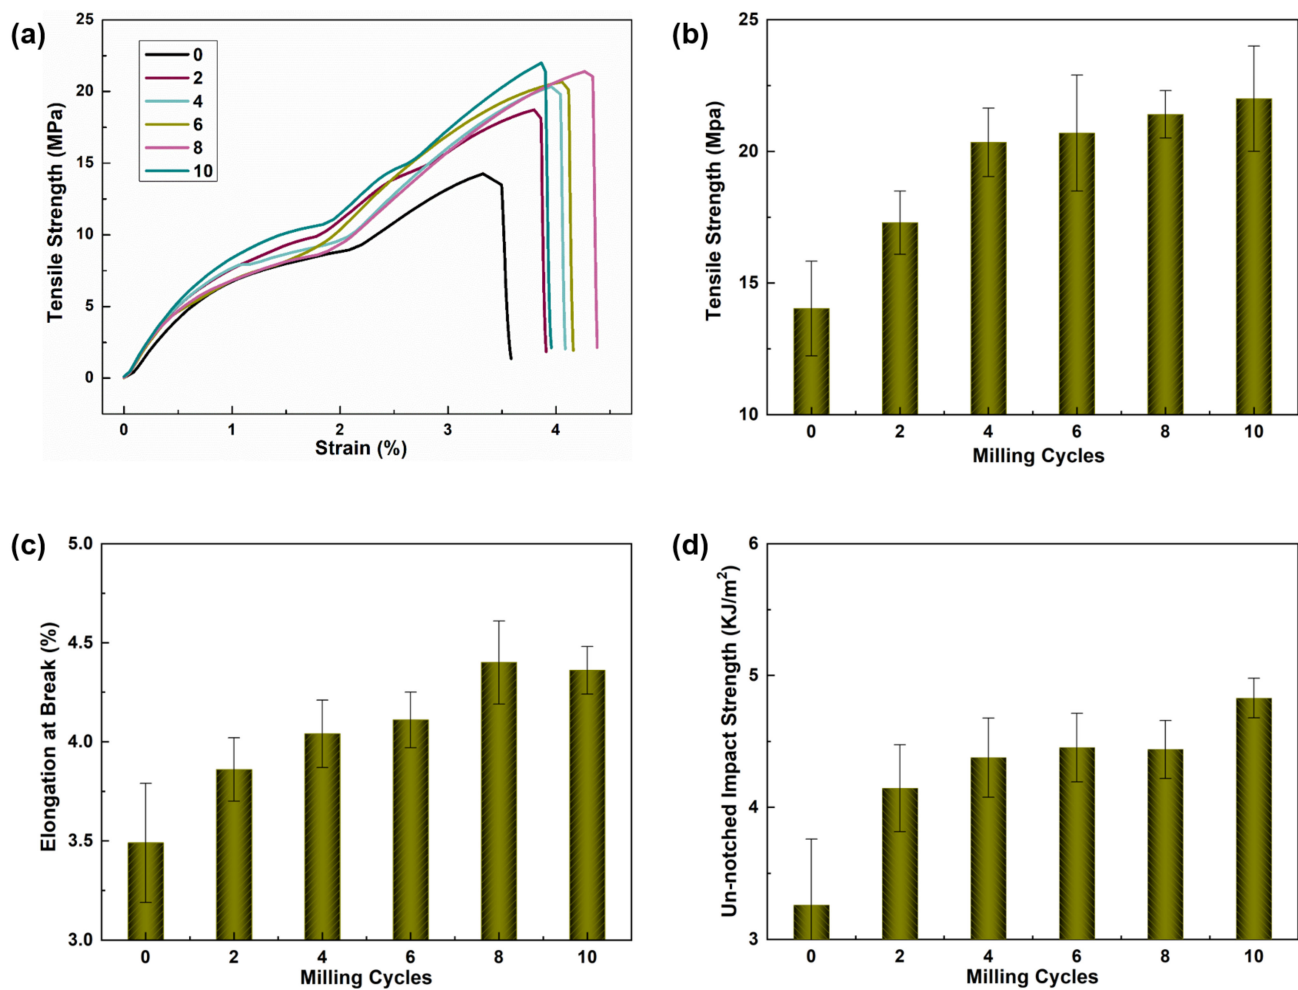 (a)
25
20
15
10
5
0
Tensile Strength (MPa)
0
2
4
6
8
10
0 1 2 3 4
Strain (%)
(b)
25
20
15
10
Tensile Strength (Mpa)
0 2 4 6 8 10
Milling Cycles
(c)
5.0
4.5
4.0
3.5
3.0
Elongation at Break (%)
0 2 4 6 8 10
Milling Cycles
(d)
6
5
4
3
Un-notched Impact Strength (KJ/m²)
0 2 4 6 8 10
Milling Cycles